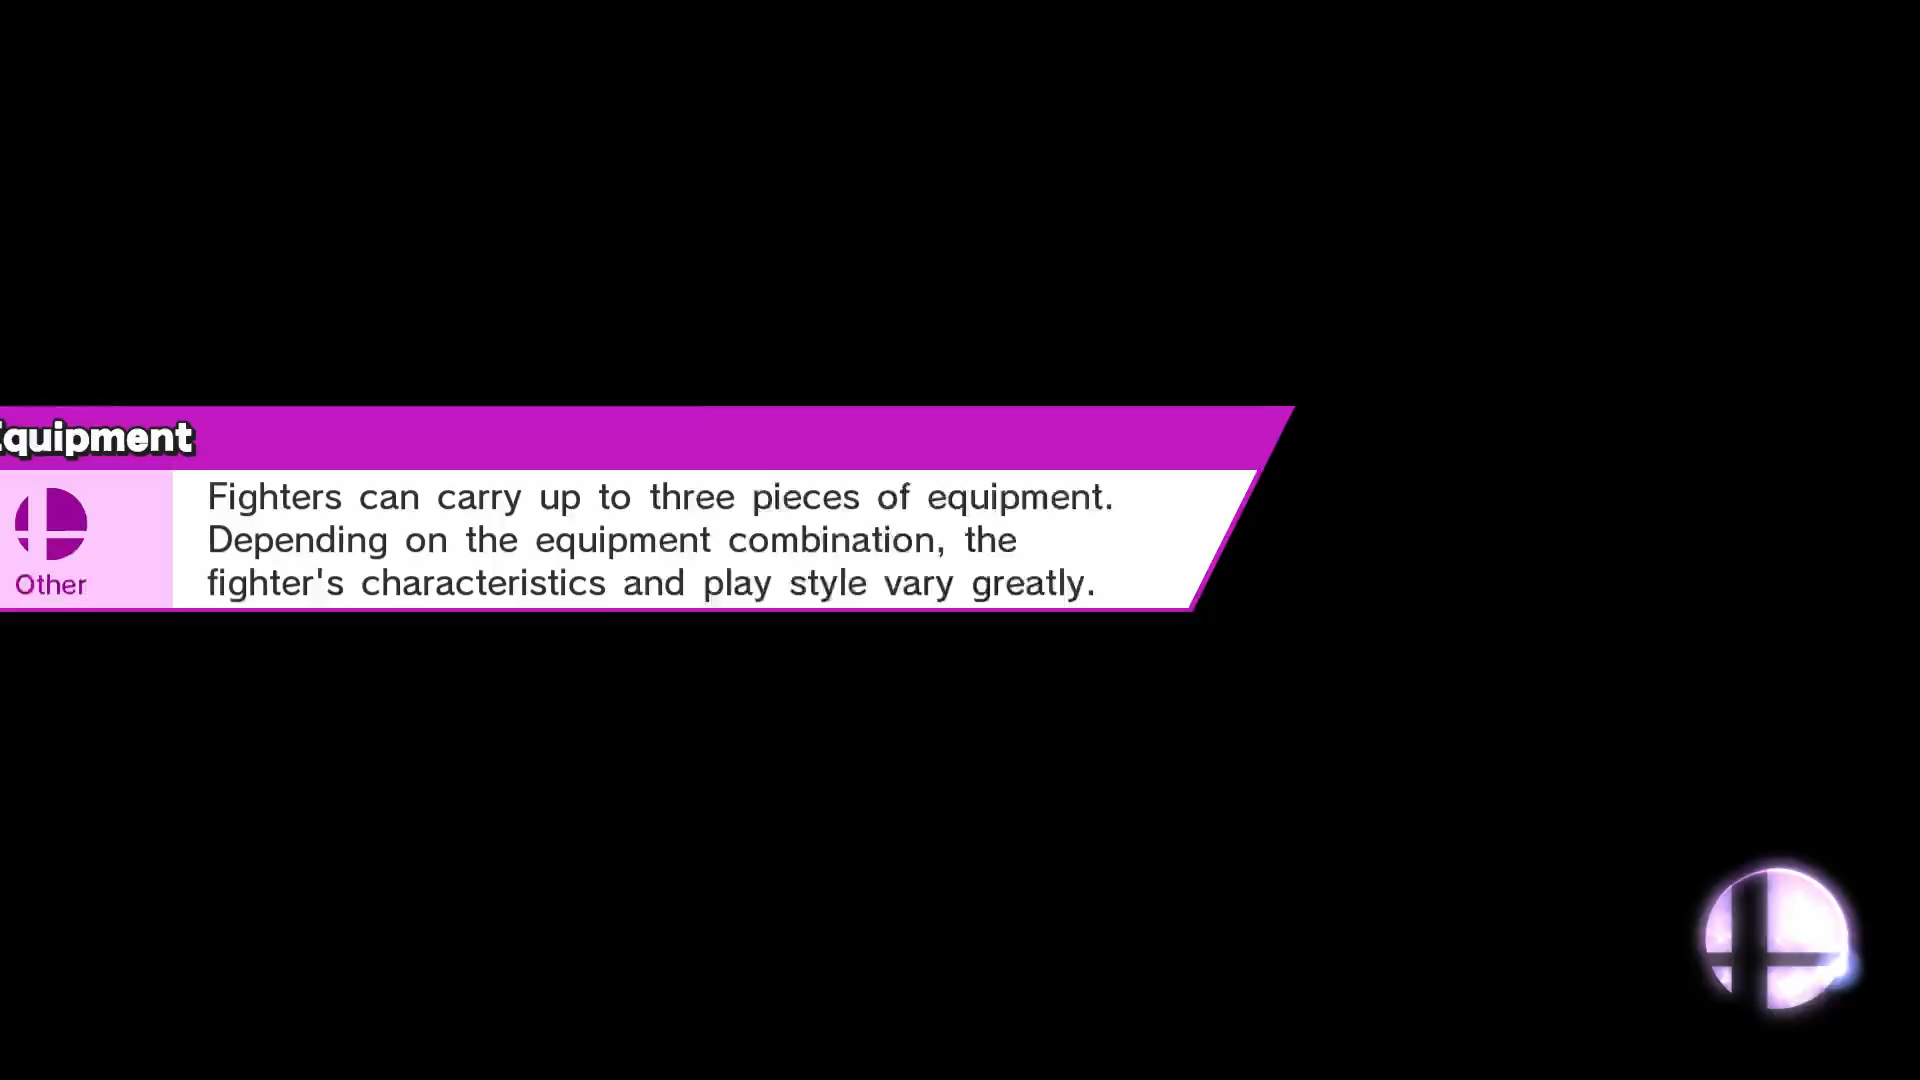 Equipment
Fighters can carry up to three pieces of equipment.
Depending on the equipment combination, the
fighter's characteristics and play style vary greatly.
Other